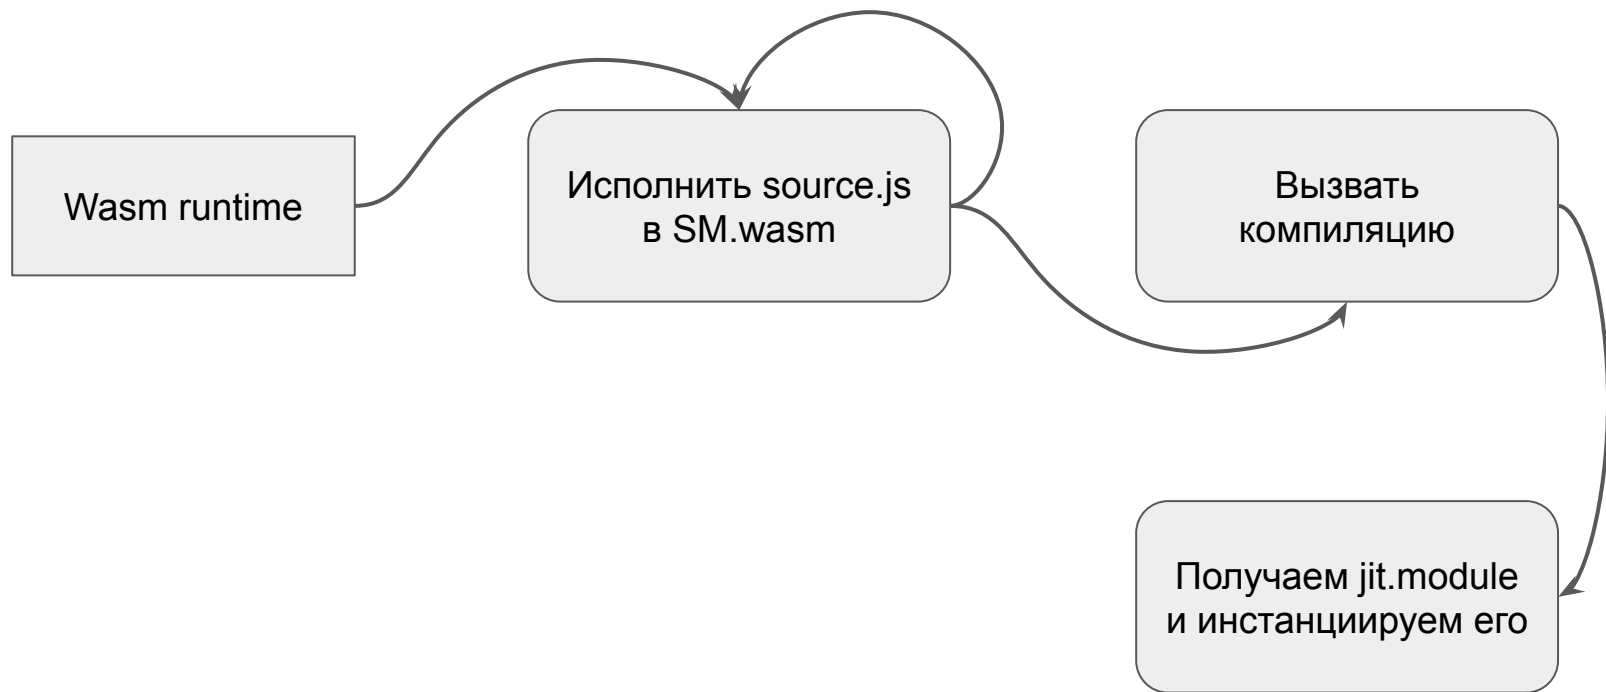 Wasm runtime
Исполнить source.js
в SM.wasm
Вызвать
компиляцию
Получаем jit.module
и инстанциируем его